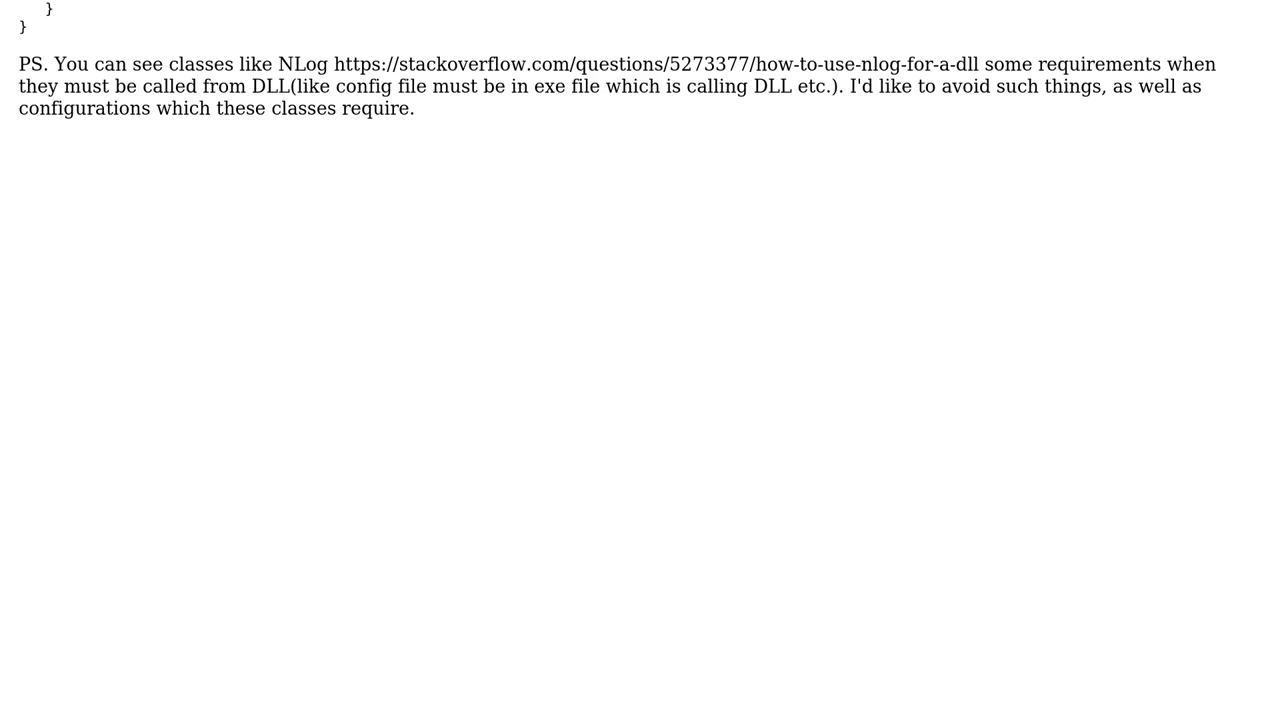 }
}
PS. You can see classes like NLog https://stackoverflow.com/questions/5273377/how-to-use-nlog-for-a-dll some requirements when
they must be called from DLL(like config file must be in exe file which is calling DLL etc.). I'd like to avoid such things, as well as
configurations which these classes require.